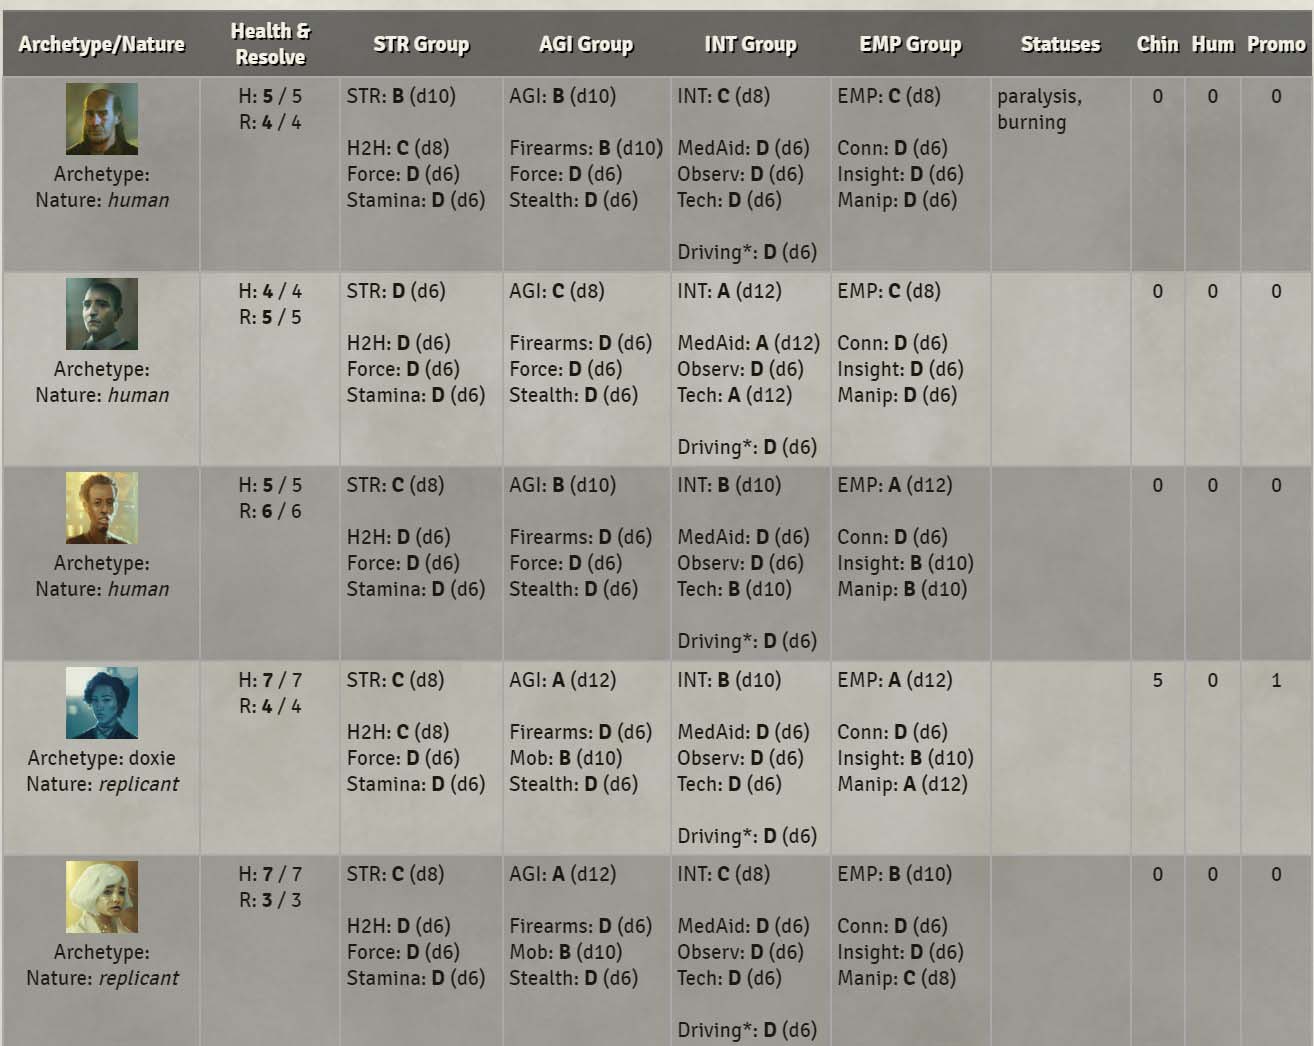 Archetype/Nature
Health &
Resolve
STR Group
AGI Group
INT Group
EMP Group
Statuses
Chin
Hum
Promo
Archetype:
Nature: human
H: 5 / 5
R: 4 / 4
STR: B (d10)
H2H: C (d8)
Force: D (d6)
Stamina: D (d6)
AGI: B (d10)
Firearms: B (d10)
Force: D (d6)
Stealth: D (d6)
INT: C (d8)
MedAid: D (d6)
Observ: D (d6)
Tech: D (d6)
Driving*: D (d6)
EMP: C (d8)
Conn: D (d6)
Insight: D (d6)
Manip: D (d6)
paralysis,
burning
0
0
0
Archetype:
Nature: human
H: 4 / 4
R: 5 / 5
STR: D (d6)
H2H: D (d6)
Force: D (d6)
Stamina: D (d6)
AGI: C (d8)
Firearms: D (d6)
Force: D (d6)
Stealth: D (d6)
INT: A (d12)
MedAid: A (d12)
Observ: D (d6)
Tech: A (d12)
Driving*: D (d6)
EMP: C (d8)
Conn: D (d6)
Insight: D (d6)
Manip: D (d6)
0
0
0
Archetype:
Nature: human
H: 5 / 5
R: 6 / 6
STR: C (d8)
H2H: D (d6)
Force: D (d6)
Stamina: D (d6)
AGI: B (d10)
Firearms: D (d6)
Force: D (d6)
Stealth: D (d6)
INT: B (d10)
MedAid: D (d6)
Observ: D (d6)
Tech: B (d10)
Driving*: D (d6)
EMP: A (d12)
Conn: D (d6)
Insight: B (d10)
Manip: B (d10)
0
0
0
Archetype: doxie
Nature: replicant
H: 7 / 7
R: 4 / 4
STR: C (d8)
H2H: C (d8)
Force: D (d6)
Stamina: D (d6)
AGI: A (d12)
Firearms: D (d6)
Mob: B (d10)
Stealth: D (d6)
INT: B (d10)
MedAid: D (d6)
Observ: D (d6)
Tech: D (d6)
Driving*: D (d6)
EMP: A (d12)
Conn: D (d6)
Insight: B (d10)
Manip: A (d12)
5
0
1
Archetype:
Nature: replicant
H: 7 / 7
R: 3 / 3
STR: C (d8)
H2H: D (d6)
Force: D (d6)
Stamina: D (d6)
AGI: A (d12)
Firearms: D (d6)
Mob: B (d10)
Stealth: D (d6)
INT: C (d8)
MedAid: D (d6)
Observ: D (d6)
Tech: D (d6)
Driving*: D (d6)
EMP: B (d10)
Conn: D (d6)
Insight: D (d6)
Manip: C (d8)
0
0
0